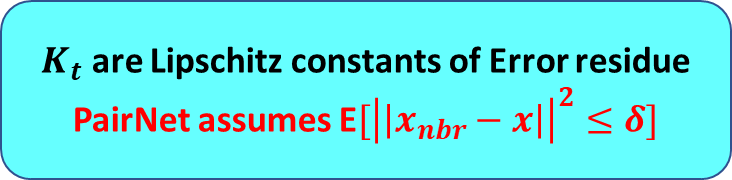 K_t are Lipschitz constants of Error residue
PairNet assumes E[||x_nbr − x||^2 ≤ δ]